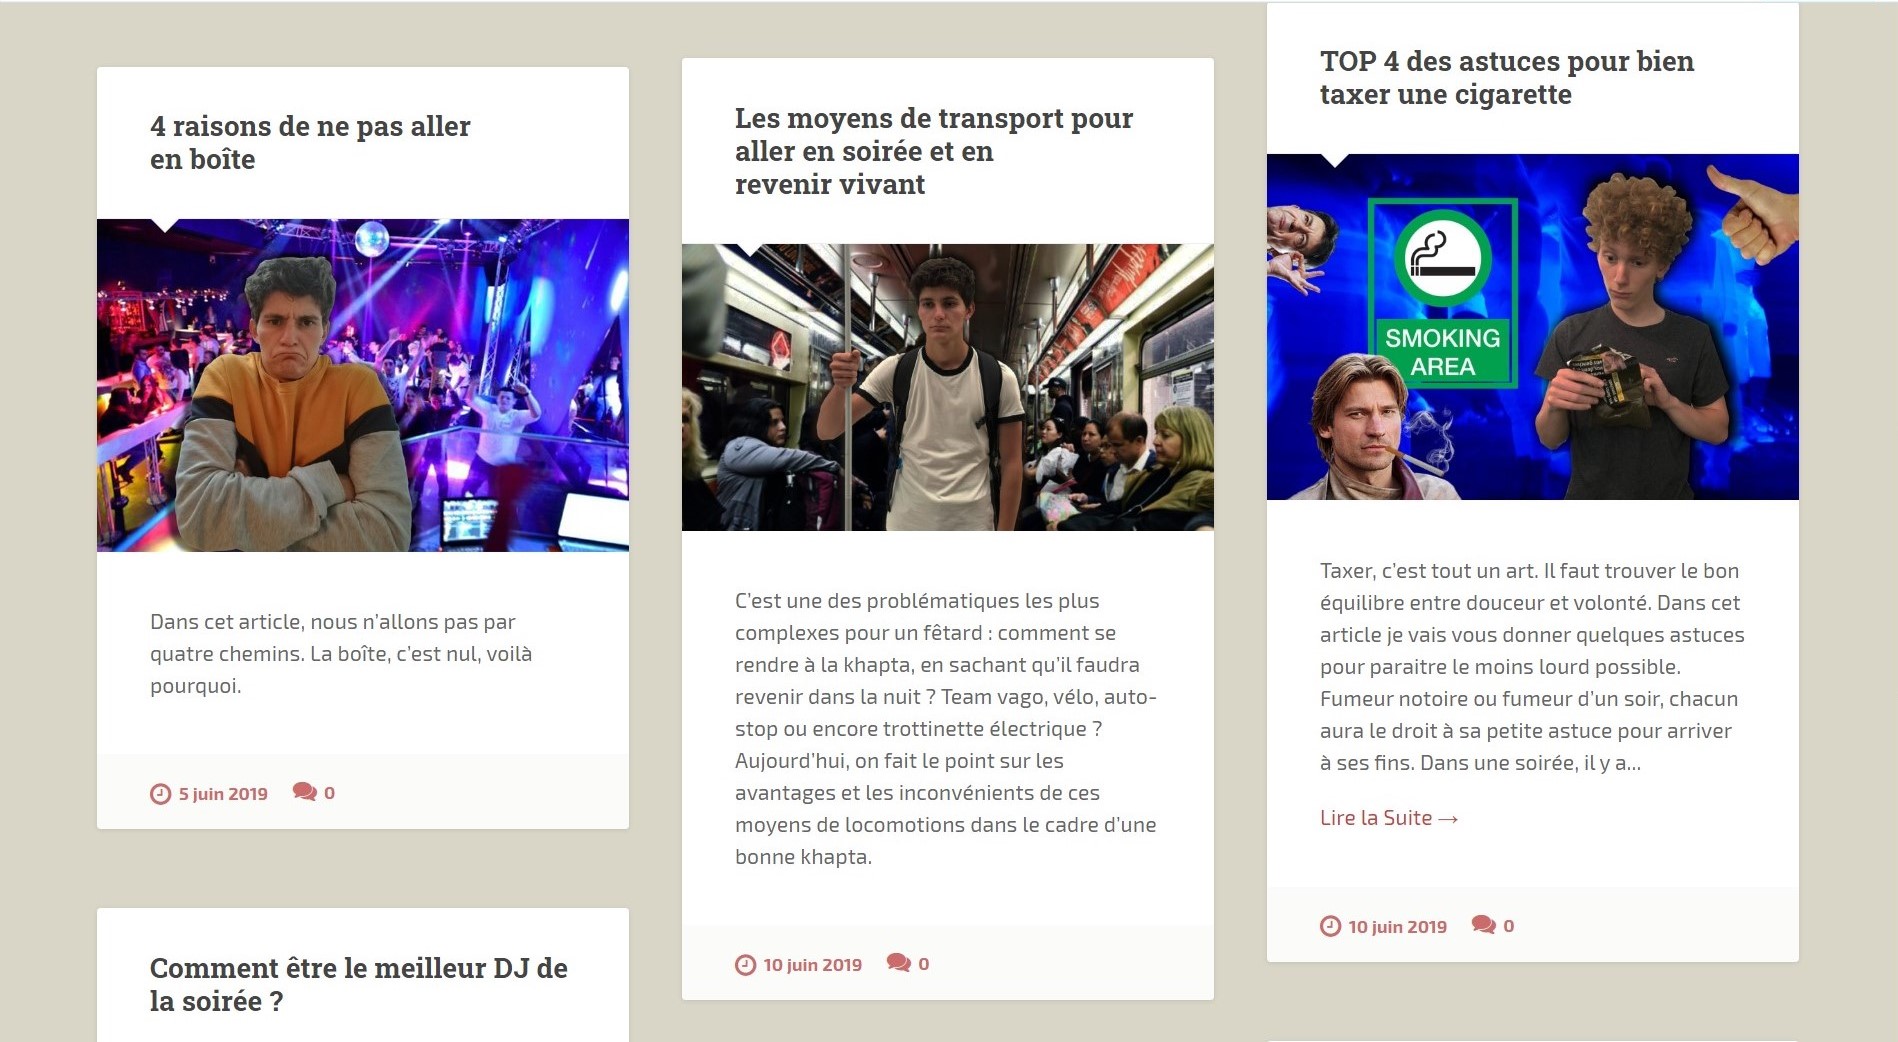 4 raisons de ne pas aller
en boîte
Dans cet article, nous n’allons pas par
quatre chemins. La boîte, c’est nul, voilà
pourquoi.
5 juin 2019 0
Comment être le meilleur DJ de
la soirée ?
Les moyens de transport pour
aller en soirée et en
revenir vivant
C’est une des problématiques les plus
complexes pour un fêtard : comment se
rendre à la khapta, en sachant qu’il faudra
revenir dans la nuit ? Team vago, vélo, auto-
stop ou encore trottinette électrique ?
Aujourd’hui, on fait le point sur les
avantages et les inconvénients de ces
moyens de locomotions dans le cadre d’une
bonne khapta.
10 juin 2019 0
TOP 4 des astuces pour bien
taxer une cigarette
SMOKING
AREA
Taxer, c’est tout un art. Il faut trouver le bon
équilibre entre douceur et volonté. Dans cet
article je vais vous donner quelques astuces
pour paraitre le moins lourd possible.
Fumeur notoire ou fumeur d’un soir, chacun
aura le droit à sa petite astuce pour arriver
à ses fins. Dans une soirée, il y a...
Lire la Suite →
10 juin 2019 0